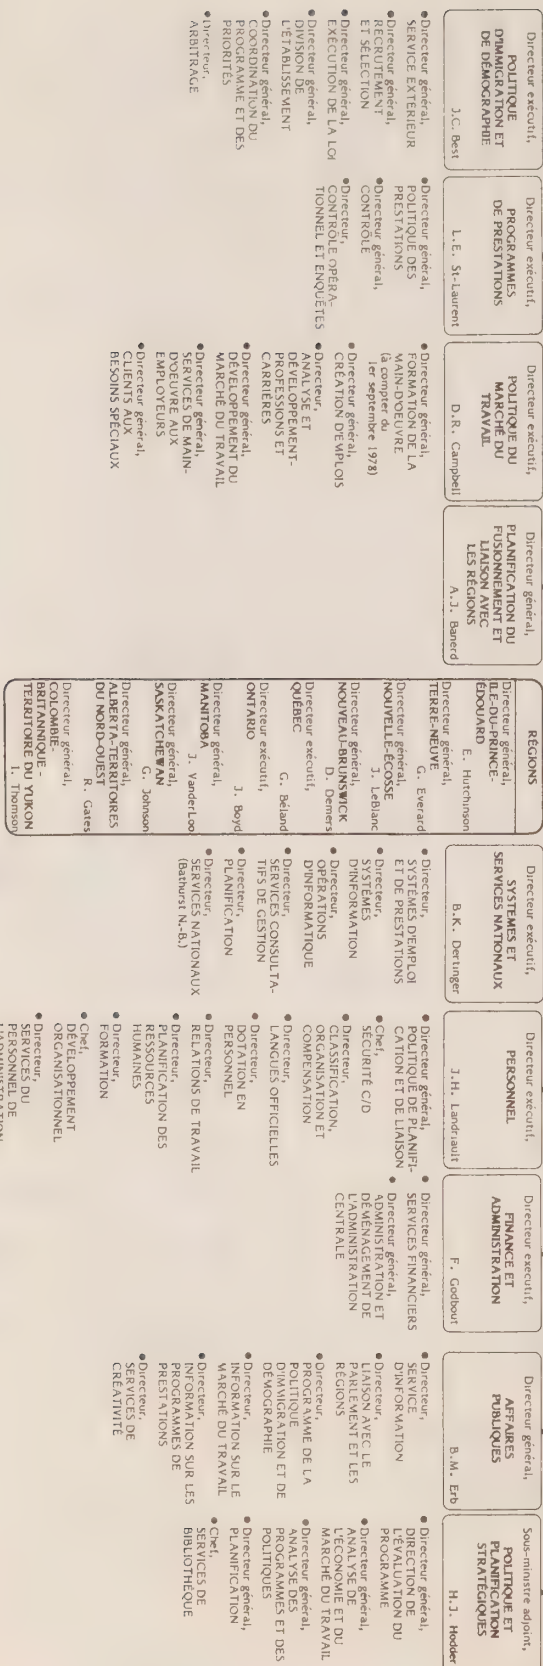 Directeur exécutif,
POLITIQUE
D'IMMIGRATION ET
DE DÉMOGRAPHIE
J.C. Best
●Directeur général,
SERVICE EXTERIEUR
●Directeur général,
RECRUTEMENT
ET SÉLECTION
●Directeur général,
EXÉCUTION DE LA LOI
●Directeur général,
DIVISION DE
L'ÉTABLISSEMENT
●Directeur général,
COORDINATION DU
PROGRAMME ET DES
PRIORITÉS
●Directeur,
ARBITRAGE
Directeur exécutif,
PROGRAMMES
DE PRESTATIONS
L.E. St-Laurent
●Directeur général,
POLITIQUE DES
PRESTATIONS
●Directeur général,
CONTRÔLE
●Directeur,
CONTRÔLE OPÉRA-
TIONNEL ET ENQUÊTES
Directeur exécutif,
POLITIQUE DU
MARCHÉ DU
TRAVAIL
D.R. Campbell
●Directeur général,
FORMATION DE LA
MAIN-D'OEUVRE
(à compter du
1er septembre 1978)
●Directeur général,
CRÉATION D'EMPLOIS
●Directeur,
ANALYSE ET
DÉVELOPPEMENT-
PROFESSIONS ET
CARRIÈRES
●Directeur général,
DÉVELOPPEMENT DU
MARCHÉ DU TRAVAIL
●Directeur général,
SERVICES DE MAIN-
D'OEUVRE AUX
EMPLOYEURS
●Directeur général,
CLIENTS AUX
BESOINS SPÉCIAUX
Directeur général,
PLANIFICATION DU
FUSIONNEMENT ET
LIAISON AVEC
LES RÉGIONS
A.J. Banerd
RÉGIONS
Directeur général,
ILE-DU-PRINCE-
ÉDOUARD
E. Hutchinson
Directeur général,
TERRE-NEUVE
G. Everard
Directeur général,
NOUVELLE-ÉCOSSE
J. LeBlanc
Directeur général,
NOUVEAU-BRUNSWICK
D. Demers
Directeur exécutif,
QUÉBEC
G. Béland
Directeur exécutif,
ONTARIO
J. Boyd
Directeur général,
MANITOBA
J. VanderLoo
Directeur général,
SASKATCHEWAN
G. Johnson
Directeur général,
ALBERTA-TERRITOIRES
DU NORD-OUEST
R. Gates
Directeur général,
COLOMBIE-
BRITANNIQUE -
TERRITOIRE DU YUKON
I. Thomson
Directeur exécutif,
SYSTEMES ET
SERVICES NATIONAUX
B.K. Dertinger
●Directeur,
SYSTÈMES D'EMPLOI
ET DE PRESTATIONS
●Directeur,
SYSTÈMES
D'INFORMATION
●Directeur,
OPÉRATIONS
D'INFORMATIQUE
●Directeur,
SERVICES CONSULTA-
TIFS DE GESTION
●Directeur,
PLANIFICATION
●Directeur,
SERVICES NATIONAUX
(Bathurst N.-B.)
Directeur exécutif,
PERSONNEL
J.H. Landriault
●Directeur général,
POLITIQUE DE PLANIFI-
CATION ET DE LIAISON
●Chef,
SÉCURITÉ C/D
●Directeur,
CLASSIFICATION,
ORGANISATION ET
COMPENSATION
●Directeur,
LANGUES OFFICIELLES
●Directeur,
DOTATION EN
PERSONNEL
●Directeur,
RELATIONS DE TRAVAIL
●Directeur,
PLANIFICATION DES
RESSOURCES
HUMAINES
●Directeur,
FORMATION
●Chef,
DÉVELOPPEMENT
ORGANISATIONNEL
●Directeur,
SERVICES DU
PERSONNEL DE
Directeur executif,
FINANCE ET
ADMINISTRATION
F. Godbout
●Directeur général,
SERVICES FINANCIERS
●Directeur général,
ADMINISTRATION ET
DÉMÉNAGEMENT DE
L'ADMINISTRATION
CENTRALE
Directeur général,
AFFAIRES
PUBLIQUES
B.M. Erb
●Directeur,
SERVICE
D'INFORMATION
●Directeur,
LIAISON AVEC LE
PARLEMENT ET LES
RÉGIONS
●Directeur,
PROGRAMME DE LA
POLITIQUE
D'IMMIGRATION ET DE
DÉMOGRAPHIE
●Directeur,
INFORMATION SUR LE
MARCHÉ DU TRAVAIL
●Directeur,
INFORMATION SUR LES
PROGRAMMES DE
PRESTATIONS
●Directeur,
SERVICES DE
CRÉATIVITÉ
Sous-ministre adjoint,
POLITIQUE ET
PLANIFICATION
STRATÉGIQUES
H.J. Hodder
●Directeur général,
DIRECTION DE
L'ÉVALUATION DU
PROGRAMME
●Directeur général,
ANALYSE DE
L'ÉCONOMIE ET DU
MARCHÉ DU TRAVAIL
●Directeur général,
ANALYSE DES
PROGRAMMES ET DES
POLITIQUES
●Directeur général,
PLANIFICATION
●Chef,
SERVICES DE
BIBLIOTHÈQUE